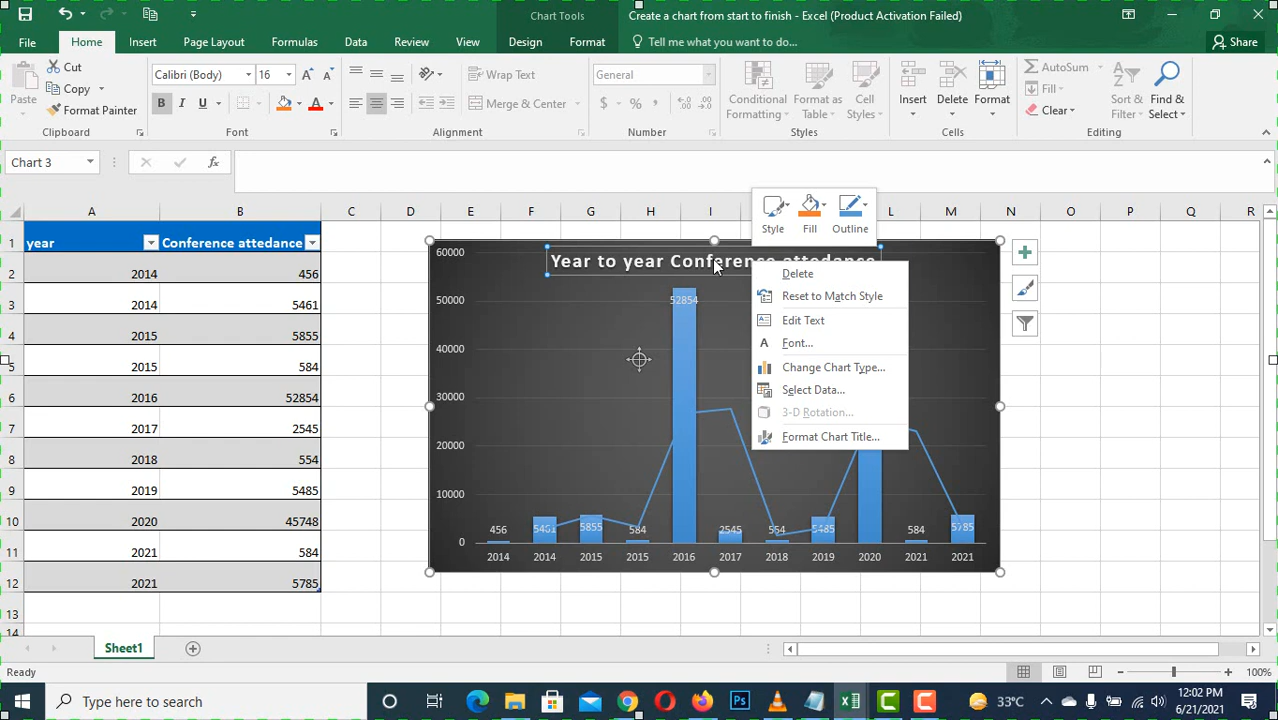 Chart Tools
Create a chart from start to finish - Excel (Product Activation Failed)
File
Home
Insert
Page Layout
Formulas
Data
Review
View
Design
Format
Tell me what you want to do...
Share
Paste
Cut
Copy
Format Painter
Clipboard
Calibri (Body)
16
B I U
Font
Wrap Text
Merge & Center
Alignment
General
$ % ,
Number
Conditional Formatting
Format as Table
Cell Styles
Styles
Insert
Delete
Format
Cells
AutoSum
Fill
Clear
Sort & Filter
Find & Select
Editing
Chart 3
fx
A B C D E F G H I L M N O P Q R
1 year Conference attedance
2 2014 456
3 2014 5461
4 2015 5855
5 2015 584
6 2016 52854
7 2017 2545
8 2018 554
9 2019 5485
10 2020 45748
11 2021 584
12 2021 5785
13
14
Style
Fill
Outline
Year to year Conference attedance
Delete
Reset to Match Style
Edit Text
Font...
Change Chart Type...
Select Data...
3-D Rotation...
Format Chart Title...
60000
50000
40000
30000
20000
10000
0
52854
456 5461 5855 584 2545 554 5485 584 5785
2014 2014 2015 2015 2016 2017 2018 2019 2020 2021 2021
Sheet1
Ready
100%
Type here to search
33°C
12:02 PM
6/21/2021